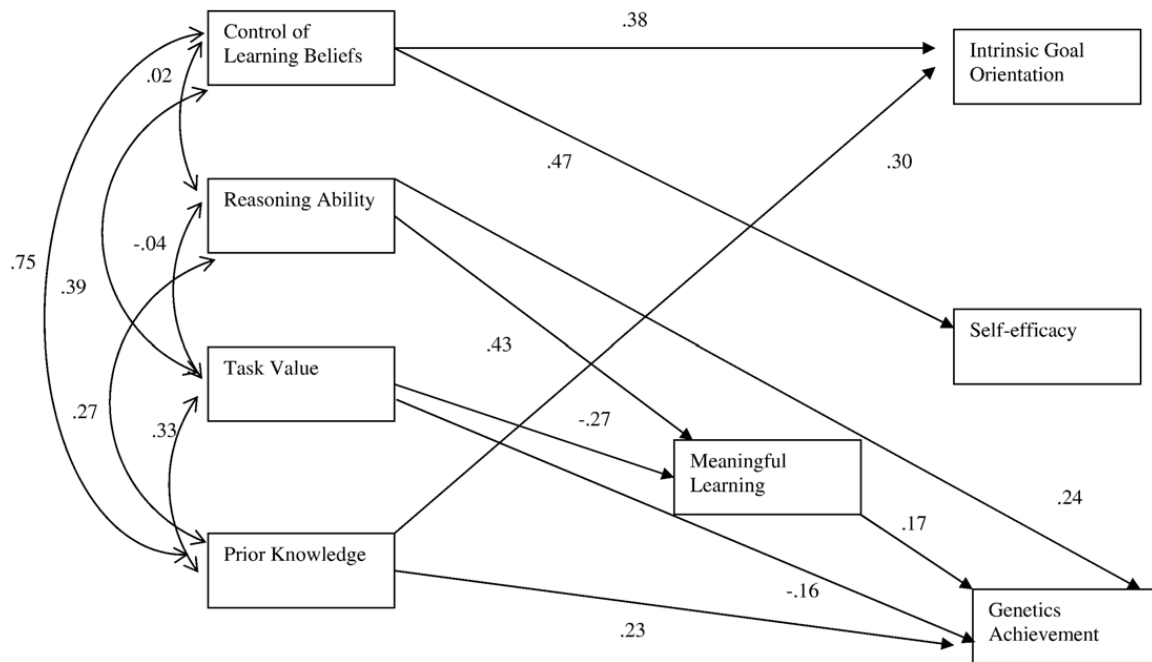 .38
Control of
Learning Beliefs
Intrinsic Goal
Orientation
.02
.30
.47
Reasoning Ability
-.04
.75
.39
Self-efficacy
.43
Task Value
.27
.33
-.27
Meaningful
Learning
.24
.17
Prior Knowledge
-.16
.23
Genetics
Achievement